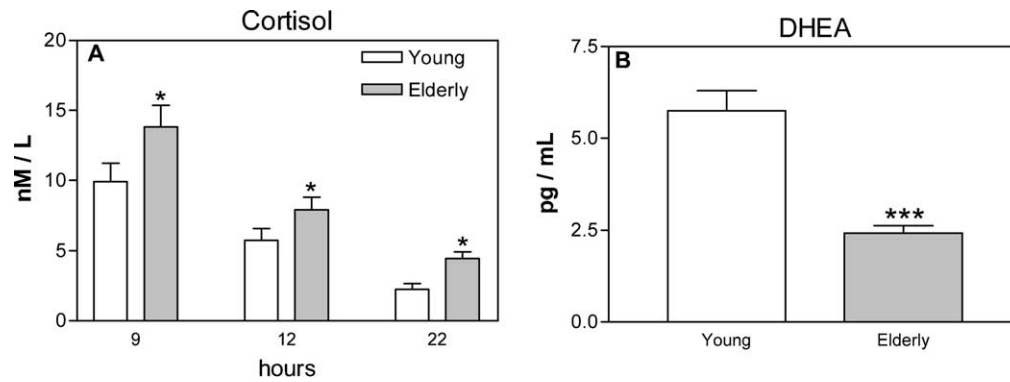 Cortisol
A
Young
Elderly
20
15
10
5
0
nM / L
*
*
*
9 12 22
hours
DHEA
B
7.5
5.0
2.5
0.0
pg / mL
***
Young Elderly